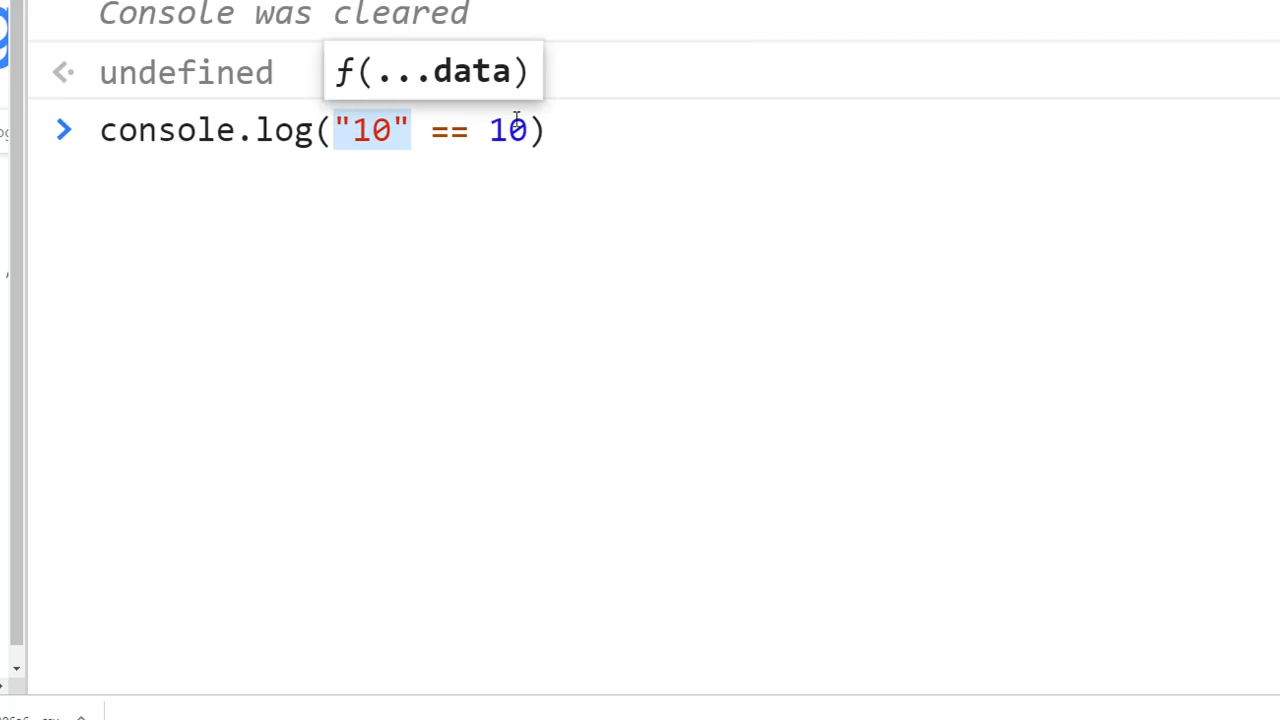 Console was cleared
undefined
f(...data)
console.log("10" == 10)